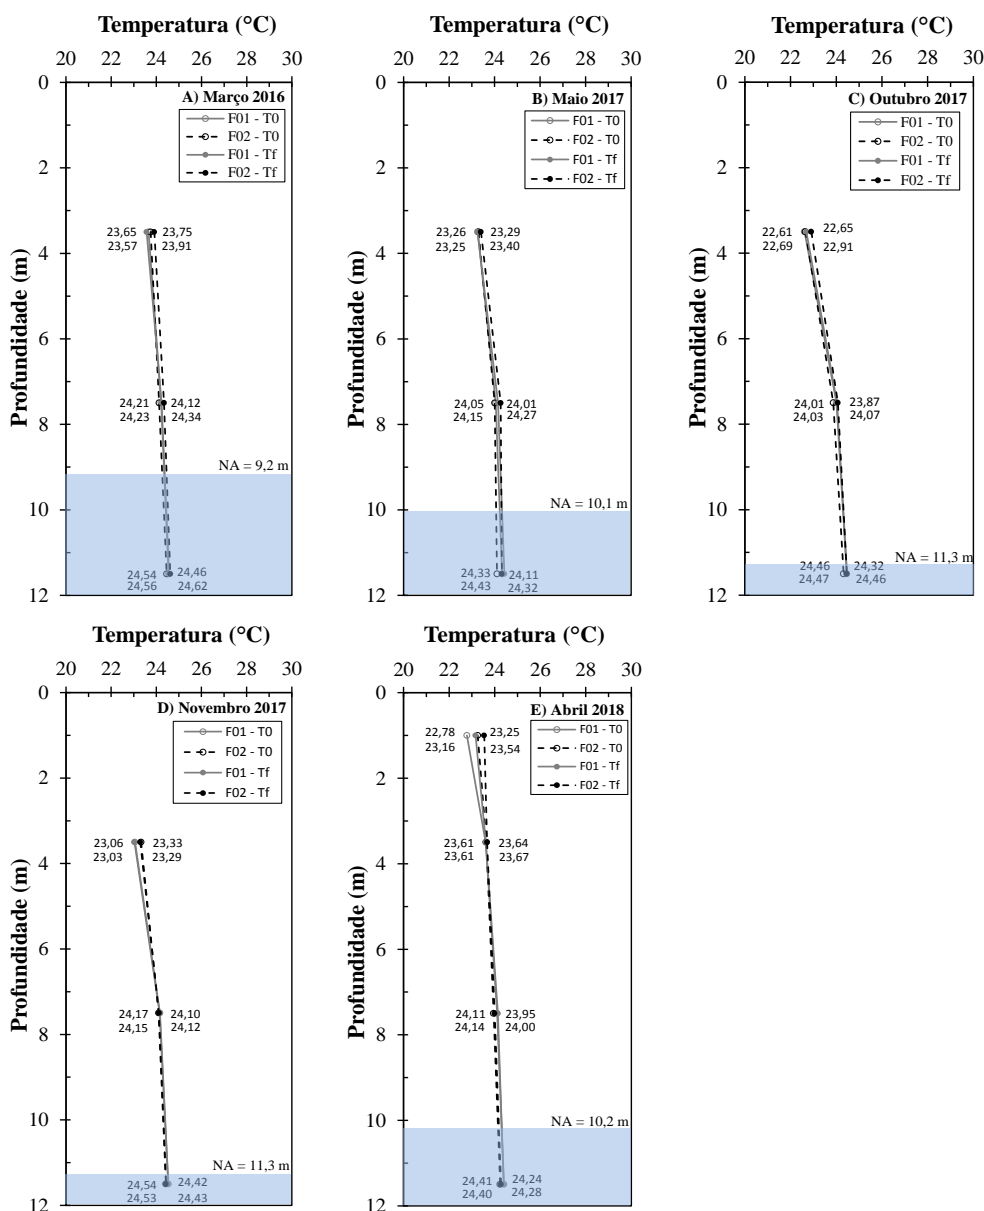 Temperatura (°C)
20 22 24 26 28 30
0
2
4
6
8
10
12
Profundidade (m)
A) Março 2016
F01 - T0
F02 - T0
F01 - Tf
F02 - Tf
23,65 23,75
23,57 23,91
24,21 24,12
24,23 24,34
NA = 9,2 m
24,54 24,46
24,56 24,62
Temperatura (°C)
20 22 24 26 28 30
0
2
4
6
8
10
12
Profundidade (m)
B) Maio 2017
F01 - T0
F02 - T0
F01 - Tf
F02 - Tf
23,26 23,29
23,25 23,40
24,05 24,01
24,15 24,27
NA = 10,1 m
24,33 24,11
24,43 24,32
Temperatura (°C)
20 22 24 26 28 30
0
2
4
6
8
10
12
Profundidade (m)
C) Outubro 2017
F01 - T0
F02 - T0
F01 - Tf
F02 - Tf
22,61 22,65
22,69 22,91
24,01 23,87
24,03 24,07
NA = 11,3 m
24,46 24,32
24,47 24,46
Temperatura (°C)
20 22 24 26 28 30
0
2
4
6
8
10
12
Profundidade (m)
D) Novembro 2017
F01 - T0
F02 - T0
F01 - Tf
F02 - Tf
23,06 23,33
23,03 23,29
24,17 24,10
24,15 24,12
NA = 11,3 m
24,54 24,42
24,53 24,43
Temperatura (°C)
20 22 24 26 28 30
0
2
4
6
8
10
12
Profundidade (m)
E) Abril 2018
F01 - T0
F02 - T0
F01 - Tf
F02 - Tf
22,78 23,25
23,16 23,54
23,61 23,64
23,61 23,67
24,11 23,95
24,14 24,00
NA = 10,2 m
24,41 24,24
24,40 24,28